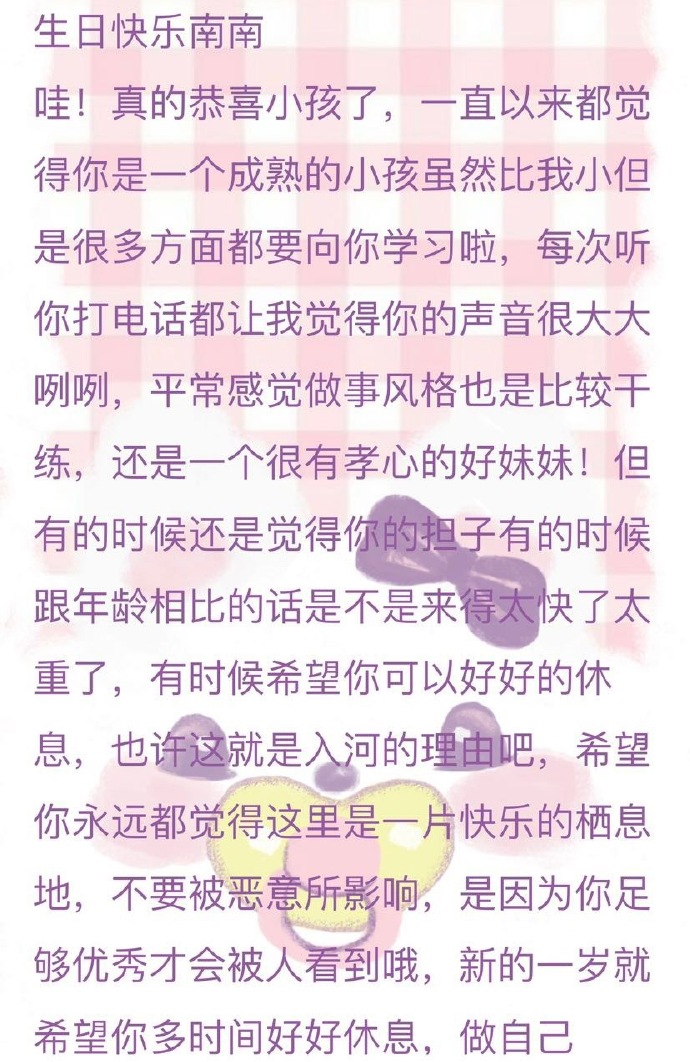 生日快乐南南
哇！真的恭喜小孩了，一直以来都觉
得你是一个成熟的小孩虽然比我小但
是很多方面都要向你学习啦，每次听
你打电话都让我觉得你的声音很大大
咧咧，平常感觉做事风格也是比较干
练，还是一个很有孝心的好妹妹！但
有的时候还是觉得你的担子有的时候
跟年龄相比的话是不是来得太快了太
重了，有时候希望你可以好好的休
息，也许这就是入河的理由吧，希望
你永远都觉得这里是一片快乐的栖息
地，不要被恶意所影响，是因为你足
够优秀才会被人看到哦，新的一岁就
希望你多时间好好休息，做自己